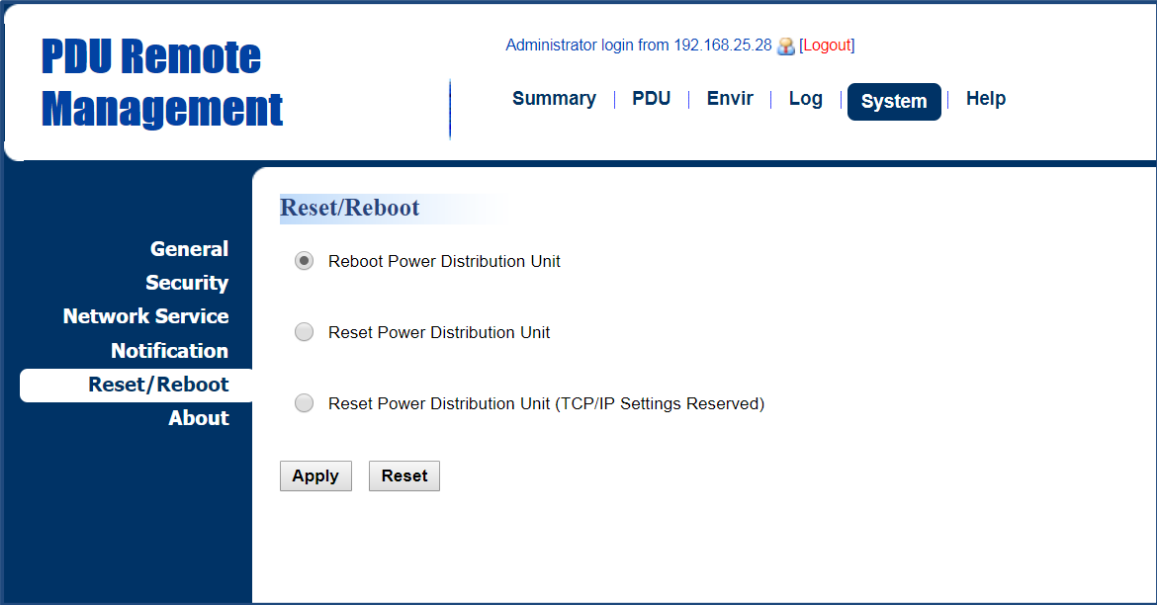 PDU Remote
Management
Administrator login from 192.168.25.28 [Logout]
Summary | PDU | Envir | Log | System | Help
General
Security
Network Service
Notification
Reset/Reboot
About
Reset/Reboot
Reboot Power Distribution Unit
Reset Power Distribution Unit
Reset Power Distribution Unit (TCP/IP Settings Reserved)
Apply Reset